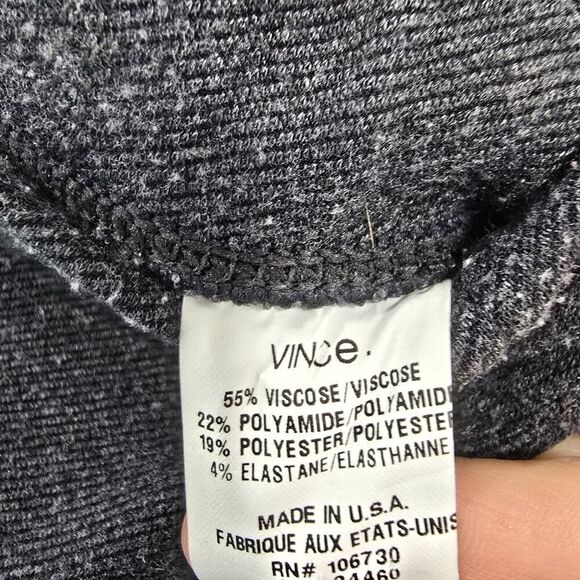 VINCe.
55% VISCOSE/VISCOSE
22% POLYAMIDE/POLYAMID
19% POLYESTER/POLYESTER
4% ELASTANE/ELASTHANNE
MADE IN U.S.A.
FABRIQUE AUX ETATS-UNIS
RN# 106730